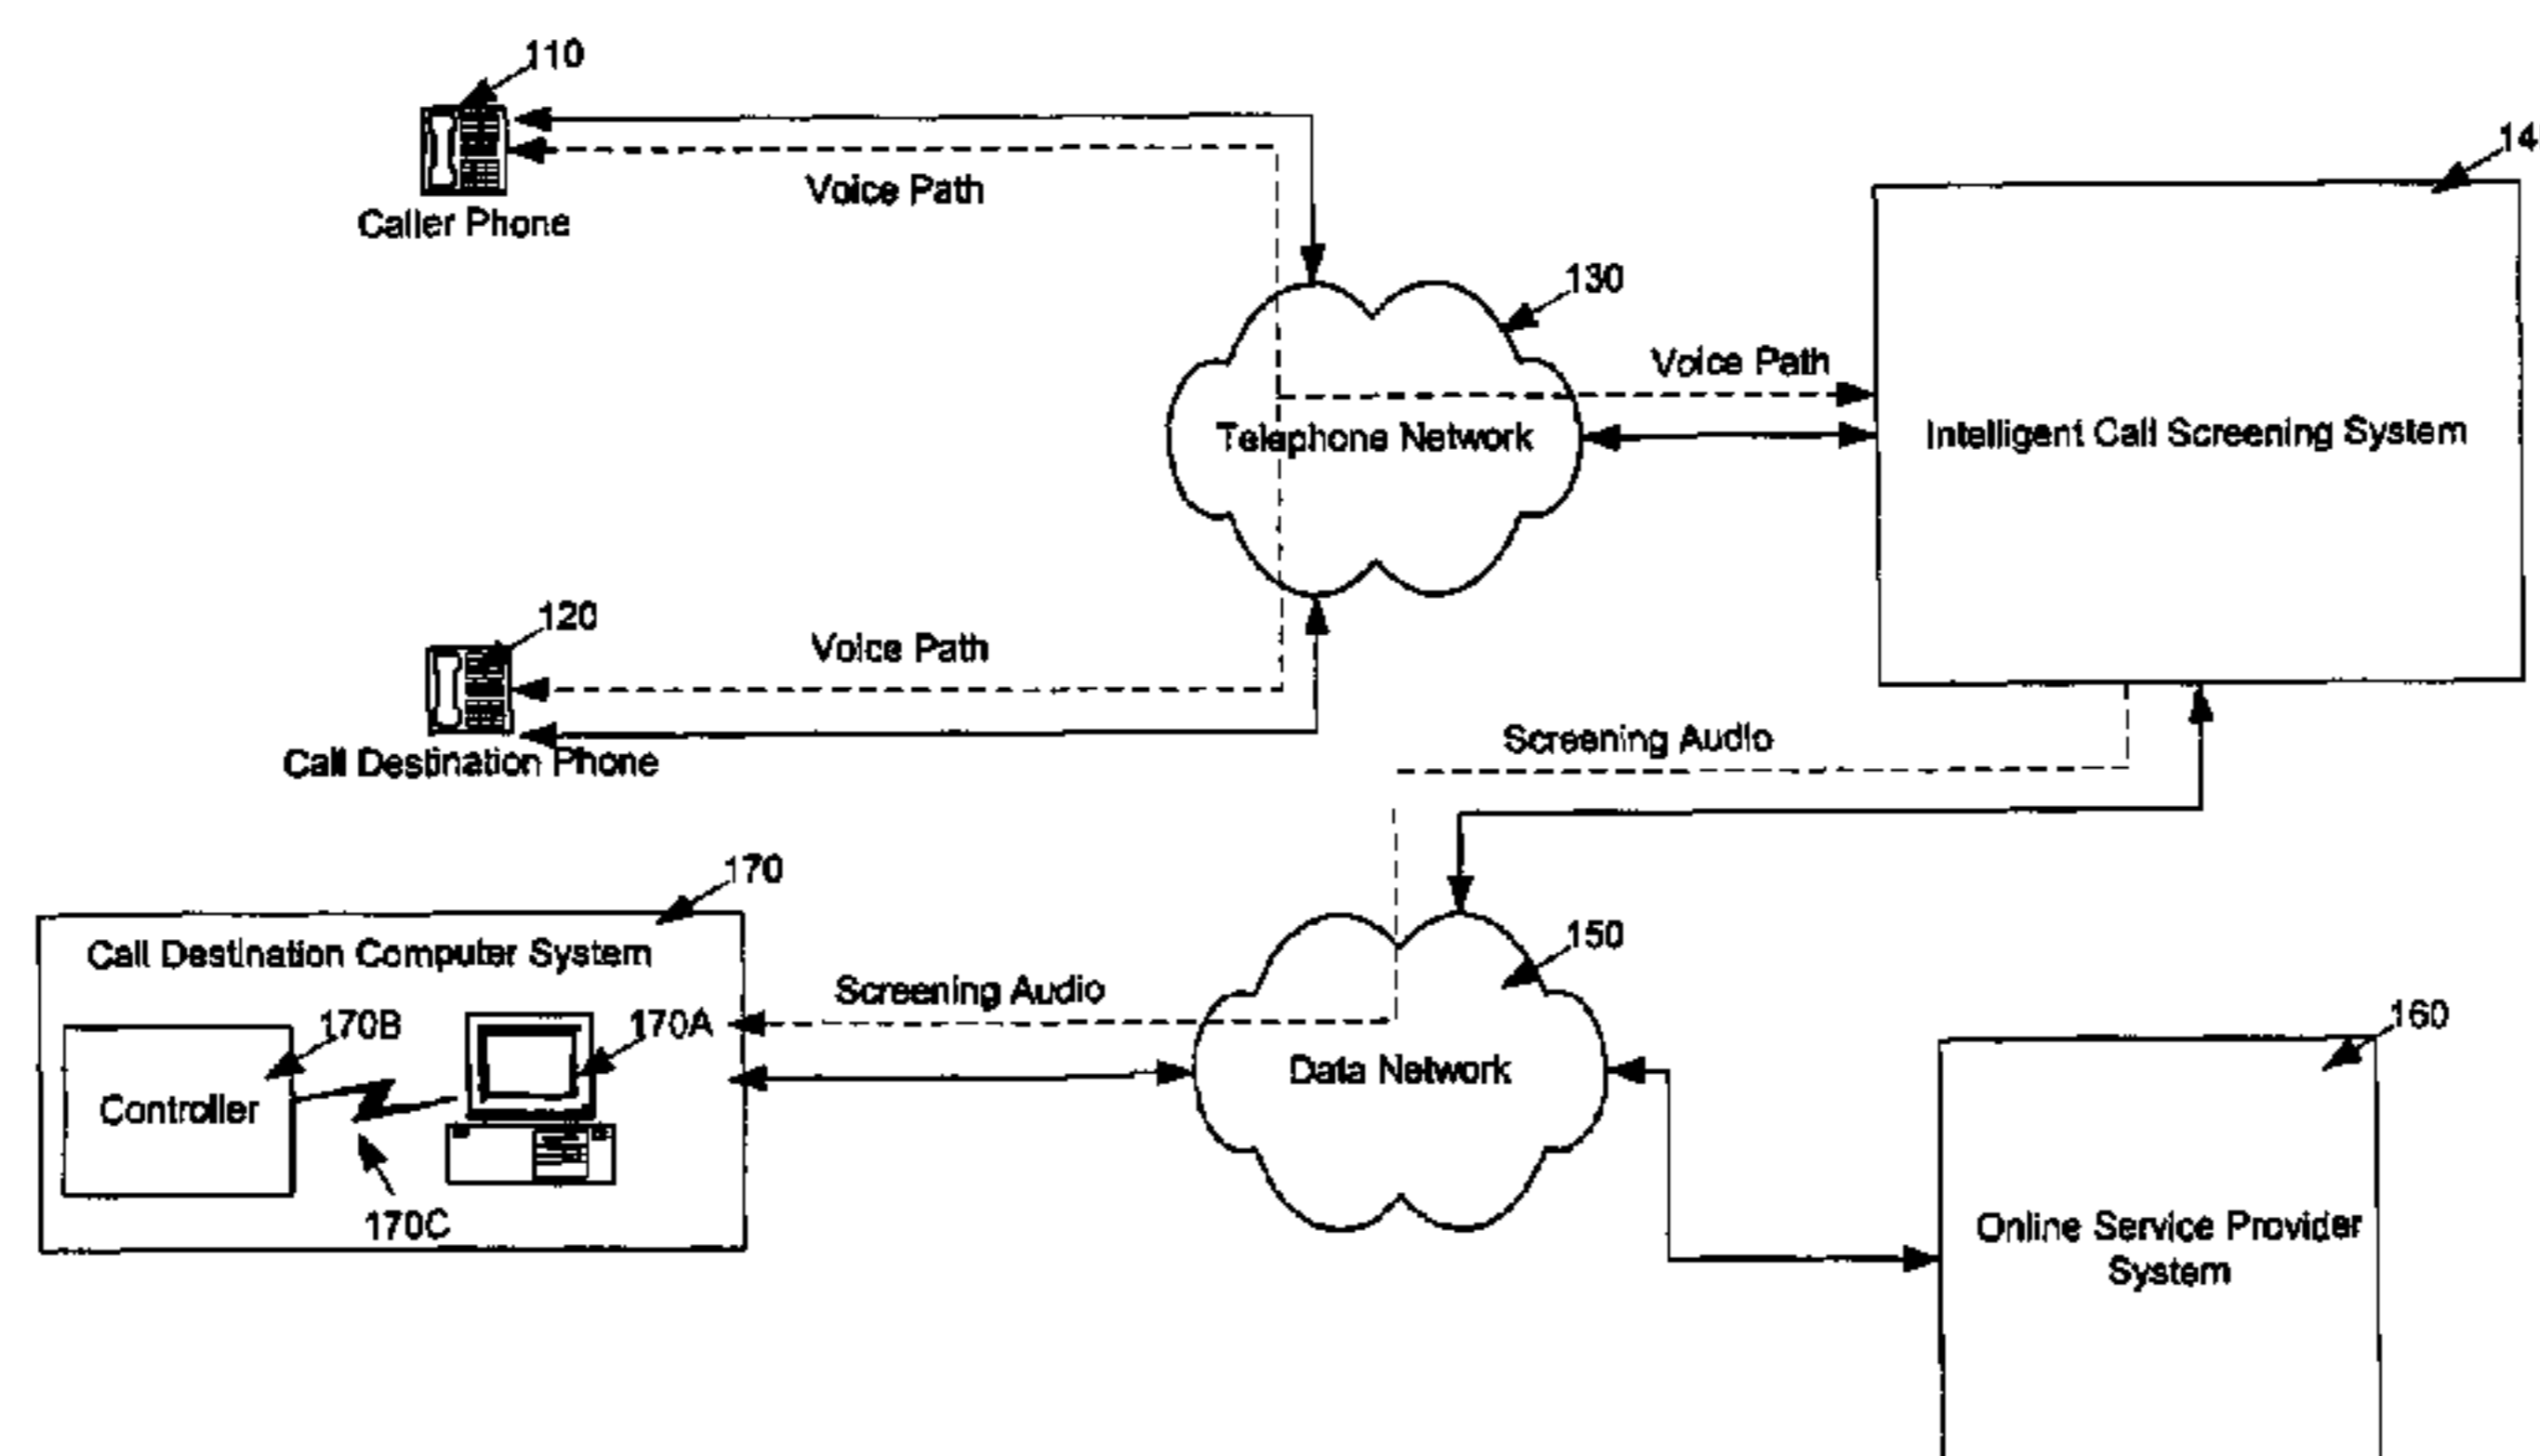 110
Caller Phone
Voice Path
130
Voice Path
Telephone Network
Intelligent Call Screening System
120
Voice Path
Call Destination Phone
Screening Audio
170
Call Destination Computer System
170B
170A
Controller
170C
Screening Audio
150
Data Network
160
Online Service Provider
System